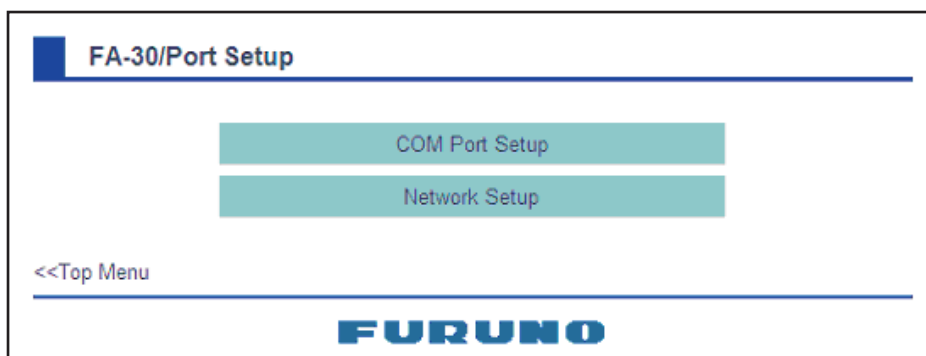 FA-30/Port Setup
COM Port Setup
Network Setup
<<Top Menu
FURUNO